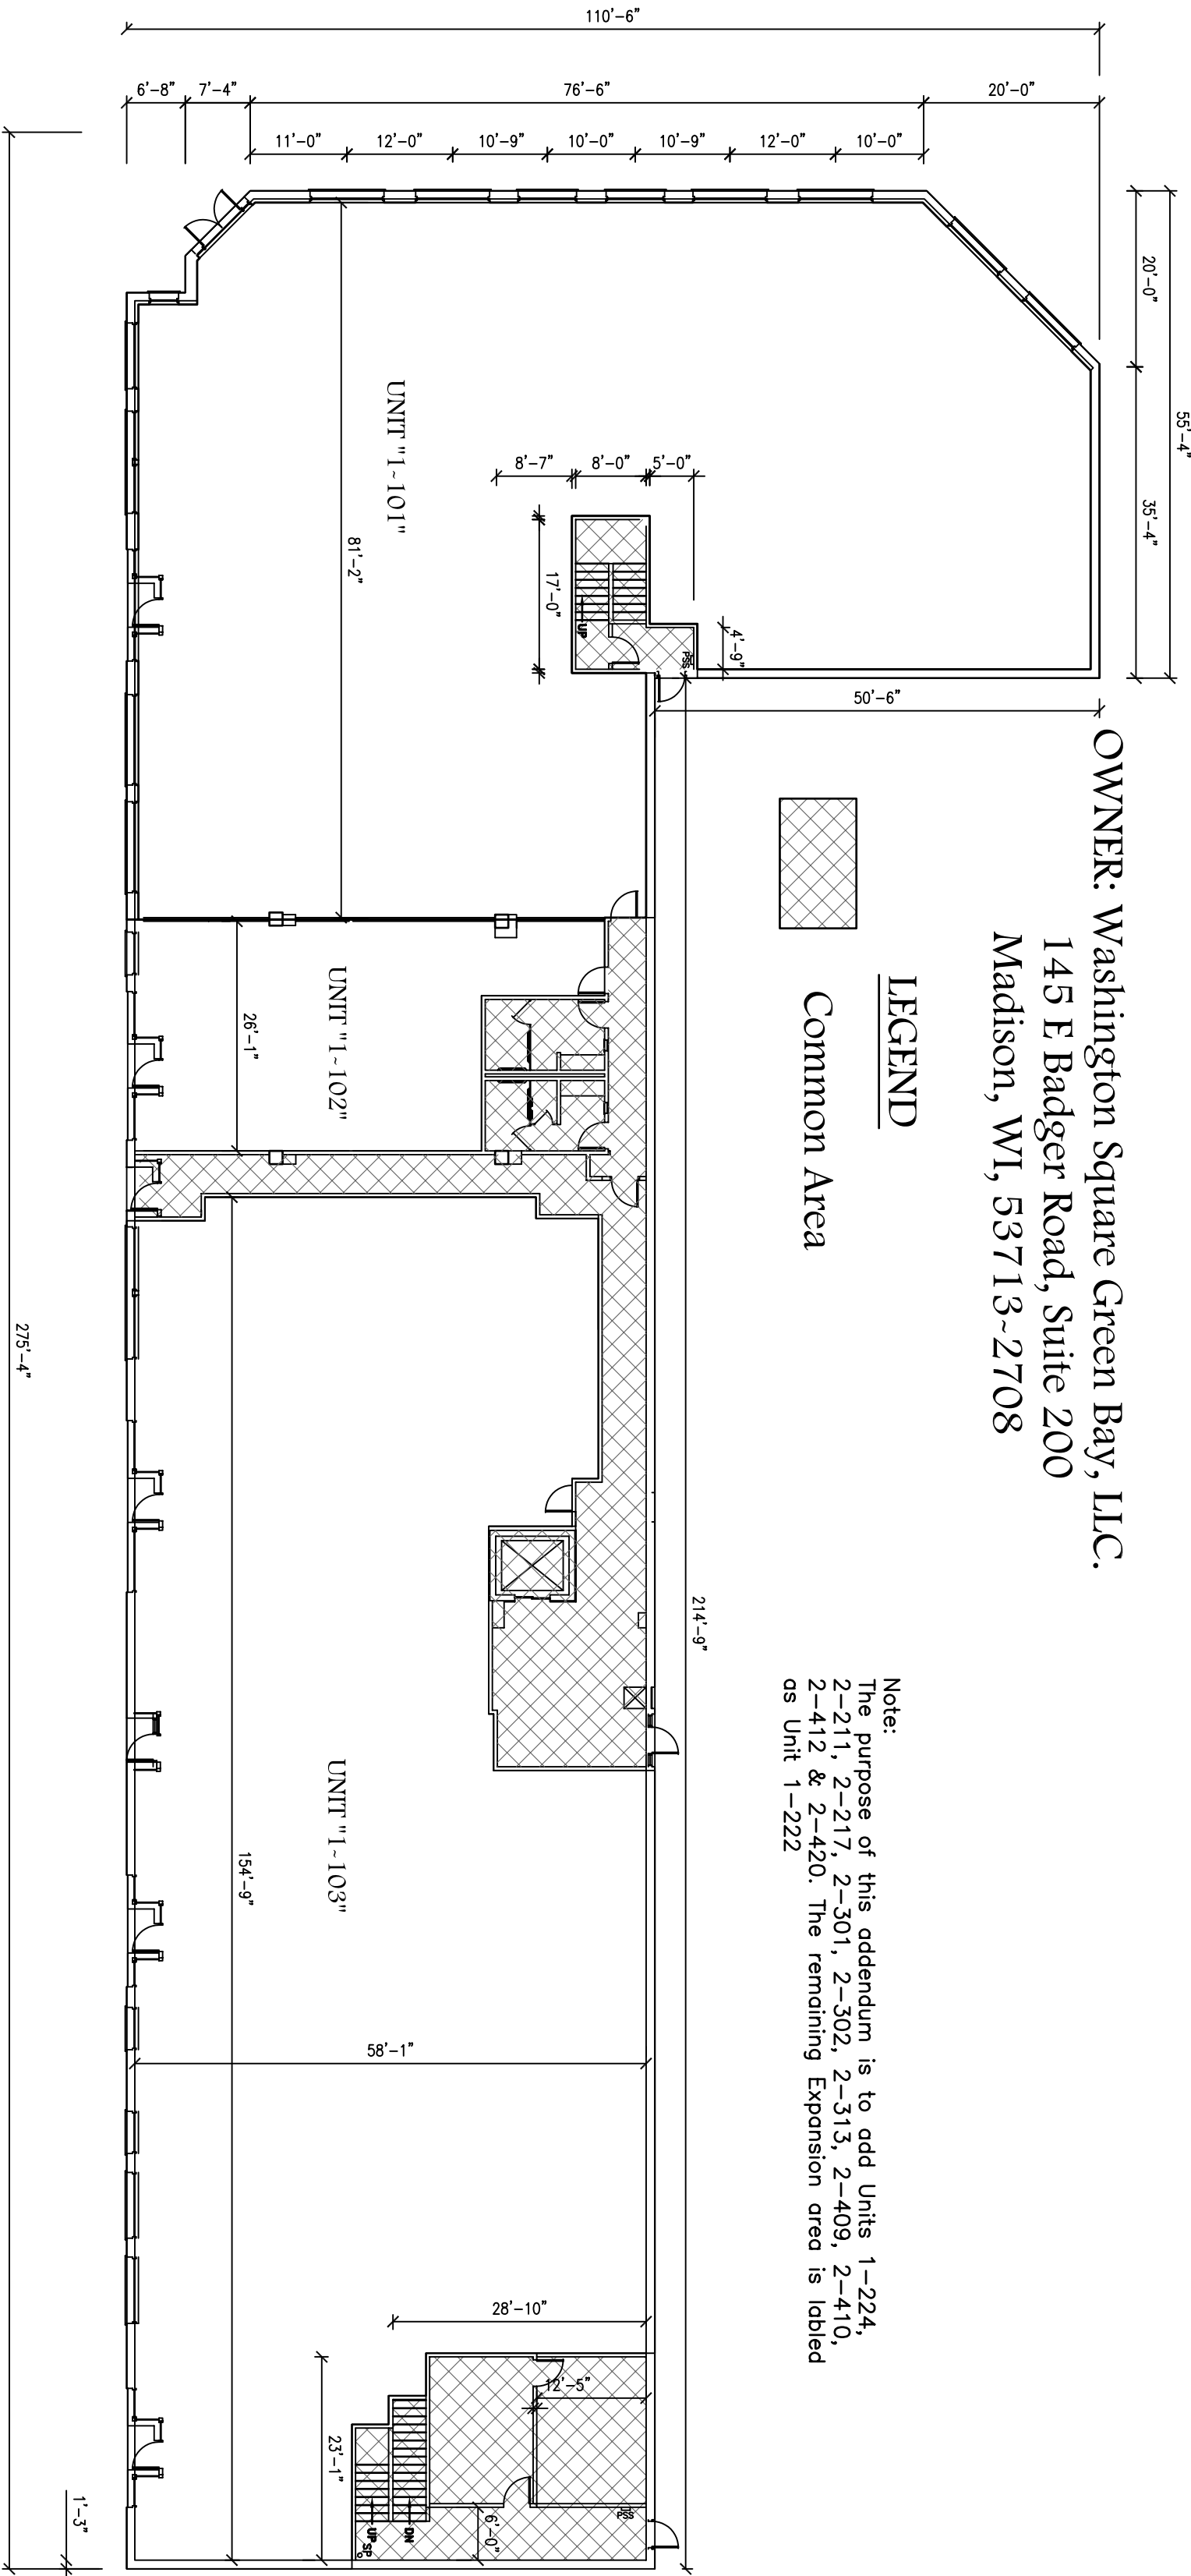 OWNER: Washington Square Green Bay, LLC.
145 E Badger Road, Suite 200
Madison, WI, 53713~2708
LEGEND
Common Area
Note:
The purpose of this addendum is to add Units 1-224,
2-211, 2-217, 2-301, 2-302, 2-313, 2-409, 2-410,
2-412 & 2-420. The remaining Expansion area is labled
as Unit 1-222
110'-6"
6'-8"
7'-4"
76'-6"
20'-0"
11'-0"
12'-0"
10'-9"
10'-0"
10'-9"
12'-0"
10'-0"
55'-4"
20'-0"
35'-4"
50'-6"
UNIT "1~101"
81'-2"
8'-7"
8'-0"
5'-0"
17'-0"
4'-9"
UP
PSS
214'-9"
UNIT "1~102"
26'-1"
UNIT "1~103"
154'-9"
58'-1"
28'-10"
12'-5"
23'-1"
6'-0"
DN
UP
SP
PSS
275'-4"
1'-3"